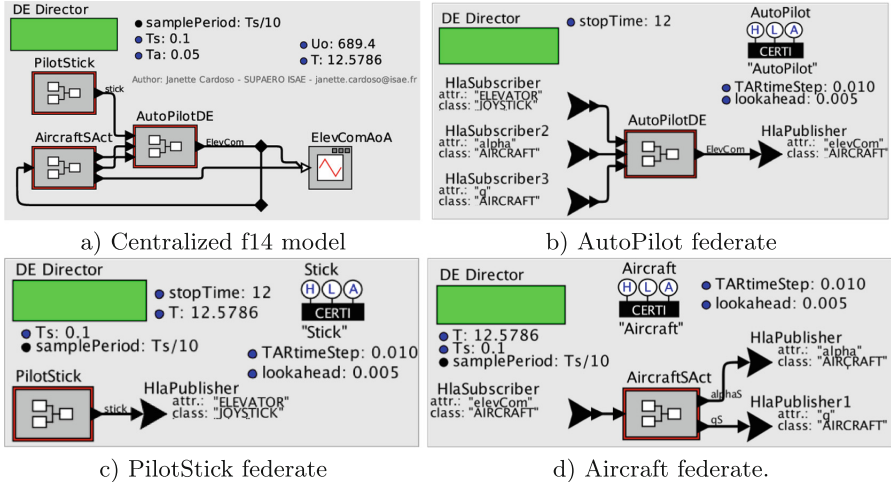 DE Director
samplePeriod: Ts/10
Ts: 0.1
Ta: 0.05
Uo: 689.4
T: 12.5786
Author: Janette Cardoso - SUPAERO ISAE - janette.cardoso@isae.fr
PilotStick
stick
AutoPilotDE
AircraftSAct
ElevCom
ElevComAoA
a) Centralized f14 model
DE Director
stopTime: 12
AutoPilot
H L A
CERTI
"AutoPilot"
TARtimeStep: 0.010
lookahead: 0.005
HlaSubscriber
attr.: "ELEVATOR"
class: "JOYSTICK"
HlaSubscriber2
attr.: "alpha"
class: "AIRCRAFT"
HlaSubscriber3
attr.: "q"
class: "AIRCRAFT"
AutoPilotDE
ElevCom
HlaPublisher
attr.: "elevCom"
class: "AIRCRAFT"
b) AutoPilot federate
DE Director
stopTime: 12
T: 12.5786
Ts: 0.1
samplePeriod: Ts/10
Stick
H L A
CERTI
"Stick"
TARtimeStep: 0.010
lookahead: 0.005
PilotStick
stick
HlaPublisher
attr.: "ELEVATOR"
class: "JOYSTICK"
c) PilotStick federate
DE Director
T: 12.5786
Ts: 0.1
samplePeriod: Ts/10
Aircraft
H L A
CERTI
"Aircraft"
TARtimeStep: 0.010
lookahead: 0.005
HlaSubscriber
attr.: "elevCom"
class: "AIRCRAFT"
AircraftSAct
alphaS
qS
HlaPublisher
attr.: "alpha"
class: "AIRCRAFT"
HlaPublisher1
attr.: "q"
class: "AIRCRAFT"
d) Aircraft federate.